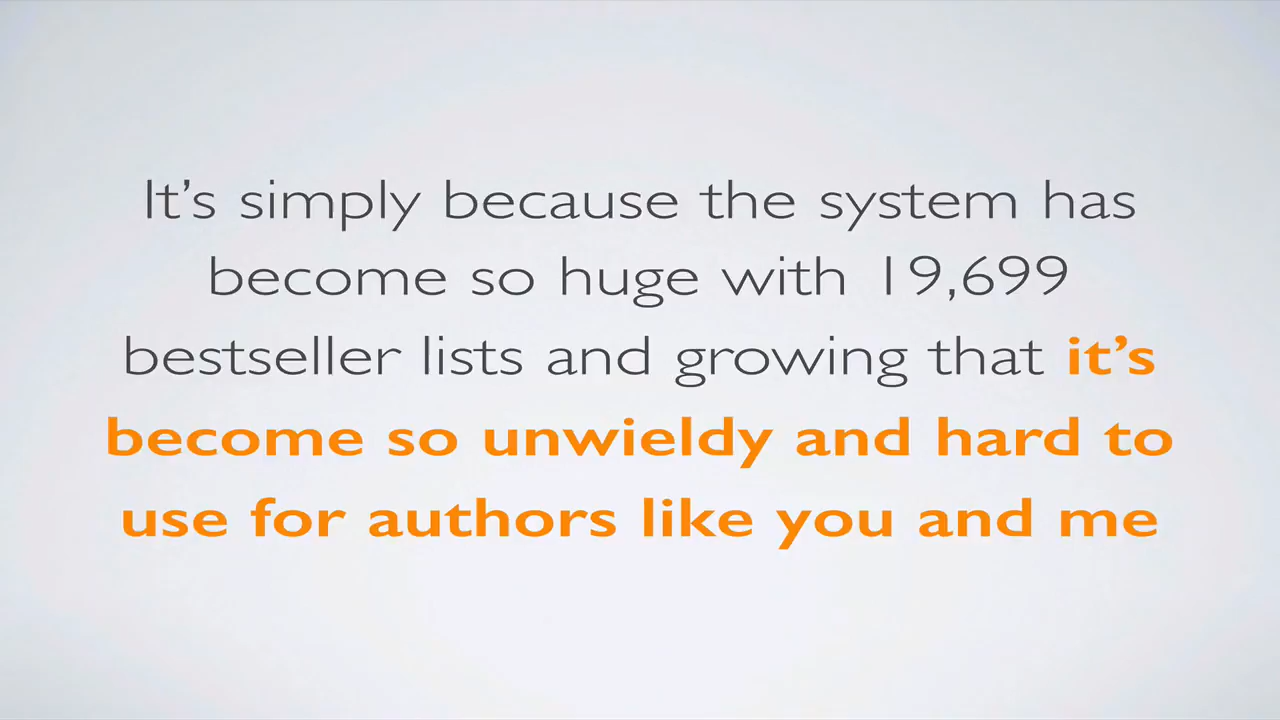 It’s simply because the system has
become so huge with 19,699
bestseller lists and growing that it’s
become so unwieldy and hard to
use for authors like you and me